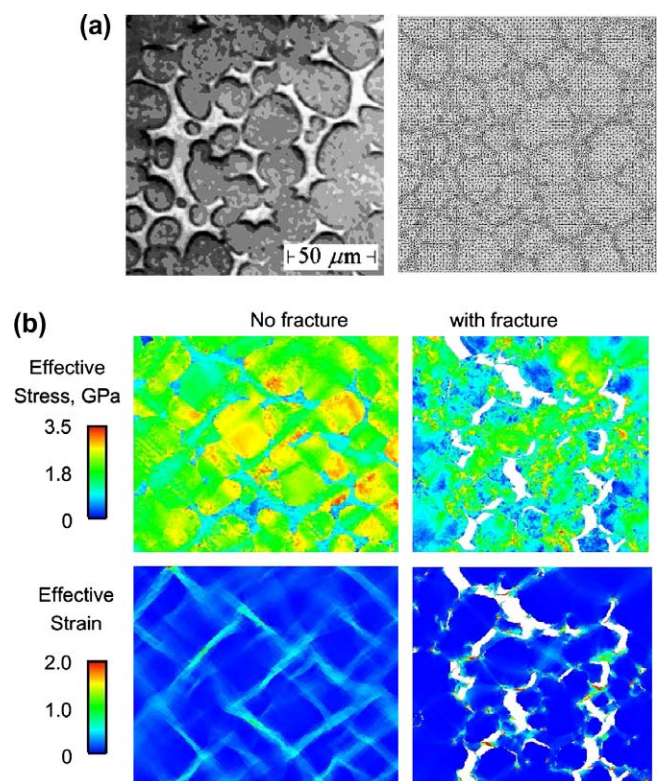 (a)
50 μm
(b)
No fracture with fracture
Effective
Stress, GPa
3.5
1.8
0
Effective
Strain
2.0
1.0
0